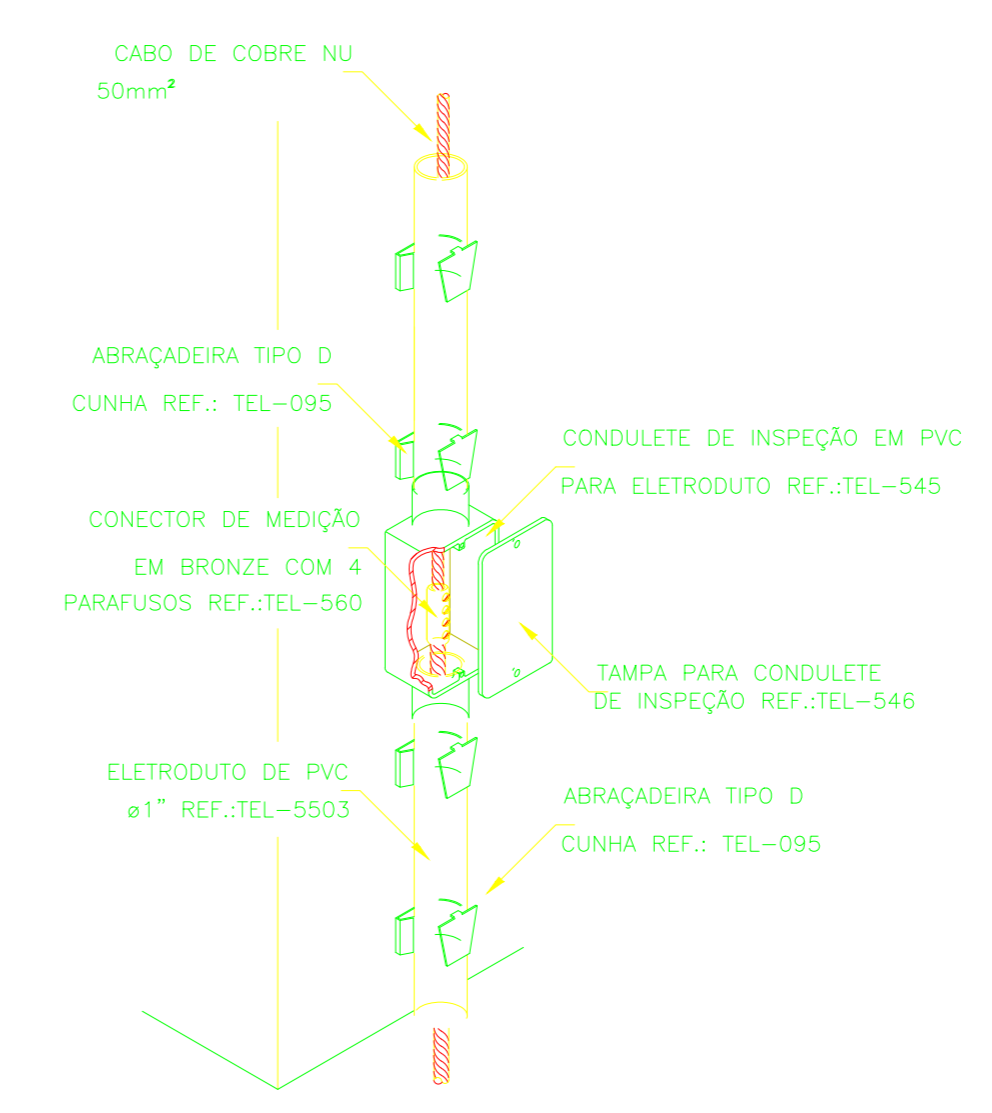 CABO DE COBRE NU
50mm²
ABRAÇADEIRA TIPO D
CUNHA REF.: TEL-095
CONDULETE DE INSPEÇÃO EM PVC
PARA ELETRODUTO REF.:TEL-545
CONECTOR DE MEDIÇÃO
EM BRONZE COM 4
PARAFUSOS REF.:TEL-560
TAMPA PARA CONDULETE
DE INSPEÇÃO REF.:TEL-546
ELETRODUTO DE PVC
ø1" REF.:TEL-5503
ABRAÇADEIRA TIPO D
CUNHA REF.: TEL-095